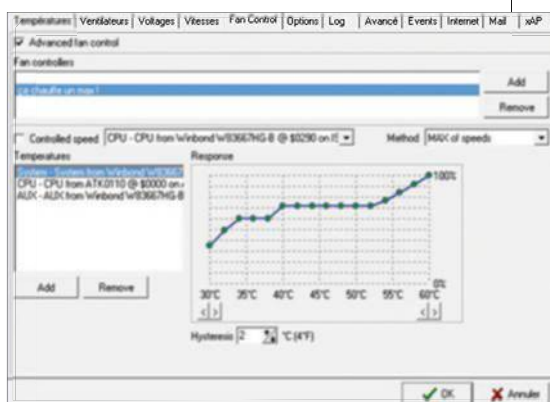 Températures Ventilateurs Voltages Vitesses Fan Control Options Log Avancé Events Internet Mail xAP
Advanced fan control
Fan controllers
ça chauffe un max !
Add
Remove
Controlled speed CPU - CPU from Winbond W83667HG-B @ $0290 on IS
Method MAX of speeds
Temperatures
Response
System - System from Winbond W83667
CPU - CPU from ATK0110 @ $0000 on
AUX - AUX from Winbond W83667HG-B
100%
0%
30°C 35°C 40°C 45°C 50°C 55°C 60°C
Add Remove
Hysteresis 2 °C (4°F)
OK Annuler